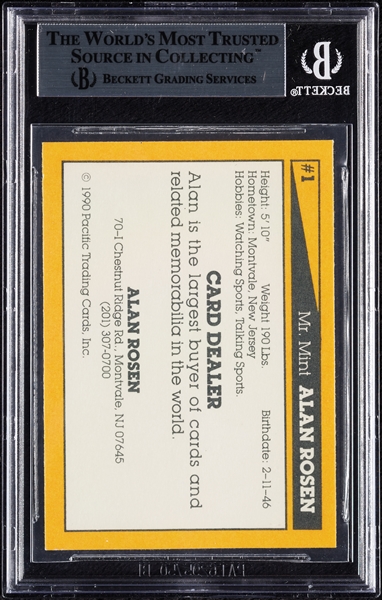 THE WORLD'S MOST TRUSTED
SOURCE IN COLLECTING™
B BECKETT GRADING SERVICES
B
BECKETT
#1
Mr. Mint ALAN ROSEN
Height: 5' 10" Weight 190 Lbs. Birthdate: 2-11-46
Hometown: Montvale, New Jersey
Hobbies: Watching Sports, Talking Sports
CARD DEALER
Alan is the largest buyer of cards and
related memorabilia in the world.
ALAN ROSEN
70-I Chestnut Ridge Rd., Montvale, NJ 07645
(201) 307-0700
© 1990 Pacific Trading Cards, Inc.